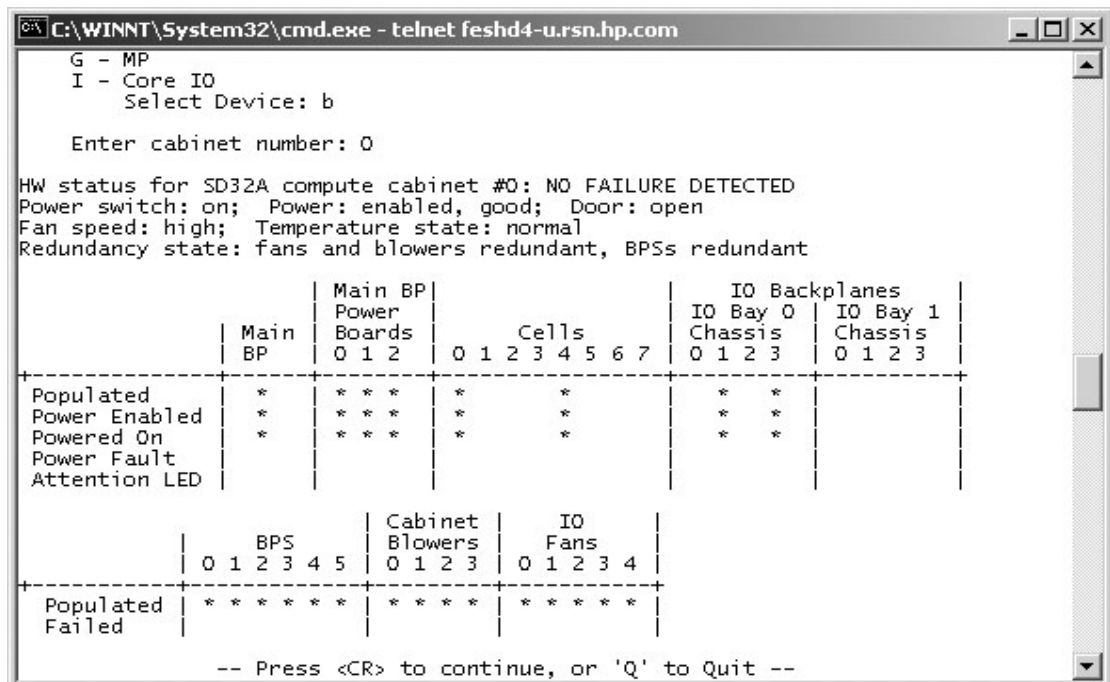 C:\WINNT\System32\cmd.exe - telnet feshd4-u.rsn.hp.com
    G - MP
    I - Core IO
        Select Device: b
    Enter cabinet number: 0
HW status for SD32A compute cabinet #0: NO FAILURE DETECTED
Power switch: on;  Power: enabled, good;  Door: open
Fan speed: high;  Temperature state: normal
Redundancy state: fans and blowers redundant, BPSs redundant
                      | Main BP|                 |    IO Backplanes    |
                      | Power  |                 | IO Bay 0 | IO Bay 1 |
               | Main | Boards |      Cells      | Chassis  | Chassis  |
               | BP   | 0 1 2  | 0 1 2 3 4 5 6 7 | 0 1 2 3  | 0 1 2 3  |
+--------------+------+--------+-----------------+----------+----------+
 Populated     |  *   | * * *  | *       *       |   *   *  |          |
 Power Enabled |  *   | * * *  | *       *       |   *   *  |          |
 Powered On    |  *   | * * *  | *       *       |   *   *  |          |
 Power Fault   |      |        |                 |          |          |
 Attention LED |      |        |                 |          |          |
                          | Cabinet |    IO     |
            |     BPS     | Blowers |   Fans    |
            | 0 1 2 3 4 5 | 0 1 2 3 | 0 1 2 3 4 |
+-----------+-------------+---------+-----------+
  Populated | * * * * * * | * * * * | * * * * * |
  Failed    |             |         |           |
               -- Press <CR> to continue, or 'Q' to Quit --